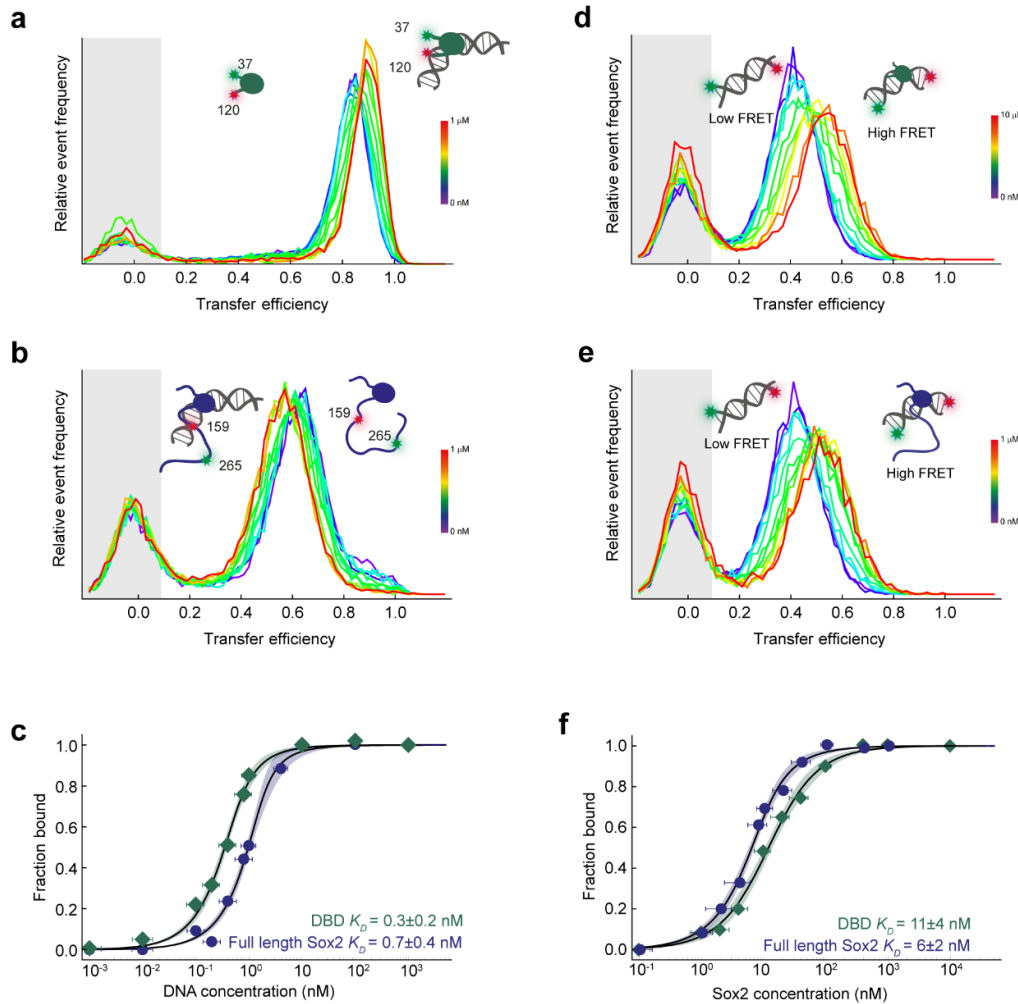 a
37
120
37
120
Relative event frequency
1 µM
0 nM
0.0 0.2 0.4 0.6 0.8 1.0
Transfer efficiency
b
159
265
159
265
Relative event frequency
1 µM
0 nM
0.0 0.2 0.4 0.6 0.8 1.0
Transfer efficiency
c
Fraction bound
1.0
0.8
0.6
0.4
0.2
0.0
DBD K_D = 0.3±0.2 nM
Full length Sox2 K_D = 0.7±0.4 nM
10⁻³ 10⁻² 10⁻¹ 10⁰ 10¹ 10² 10³
DNA concentration (nM)
d
Low FRET
High FRET
Relative event frequency
10 µ
0 nM
0.0 0.2 0.4 0.6 0.8 1.0
Transfer efficiency
e
Low FRET
High FRET
Relative event frequency
1 µM
0 nM
0.0 0.2 0.4 0.6 0.8 1.0
Transfer efficiency
f
Fraction bound
1.0
0.8
0.6
0.4
0.2
0.0
DBD K_D = 11±4 nM
Full length Sox2 K_D = 6±2 nM
10⁻¹ 10⁰ 10 10² 10³ 10⁴
Sox2 concentration (nM)